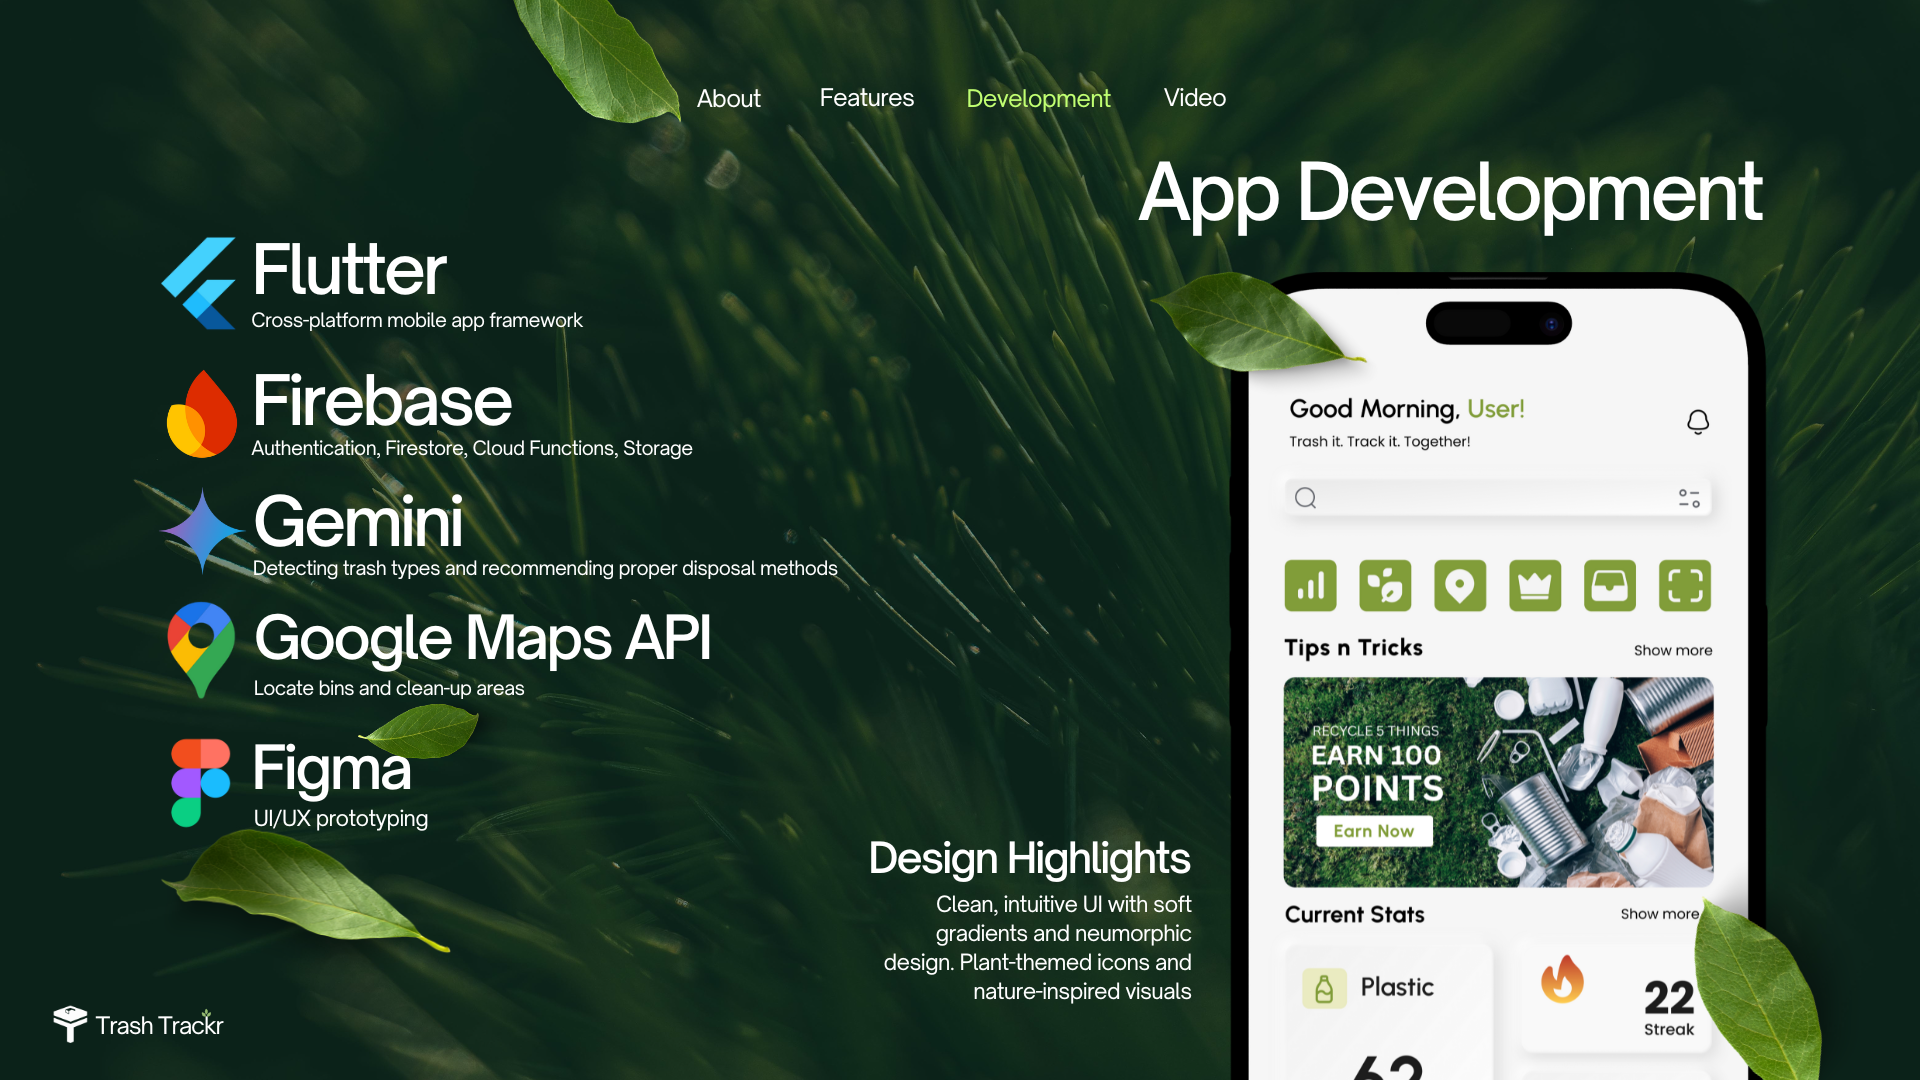 About Features Development Video
App Development
Flutter
Cross-platform mobile app framework
Firebase
Authentication, Firestore, Cloud Functions, Storage
Gemini
Detecting trash types and recommending proper disposal methods
Google Maps API
Locate bins and clean-up areas
Figma
UI/UX prototyping
Design Highlights
Clean, intuitive UI with soft
gradients and neumorphic
design. Plant-themed icons and
nature-inspired visuals
Good Morning, User!
Trash it. Track it. Together!
Tips n Tricks
Show more
RECYCLE 5 THINGS
EARN 100
POINTS
Earn Now
Current Stats
Show more
Plastic
62
22
Streak
Trash Trackr